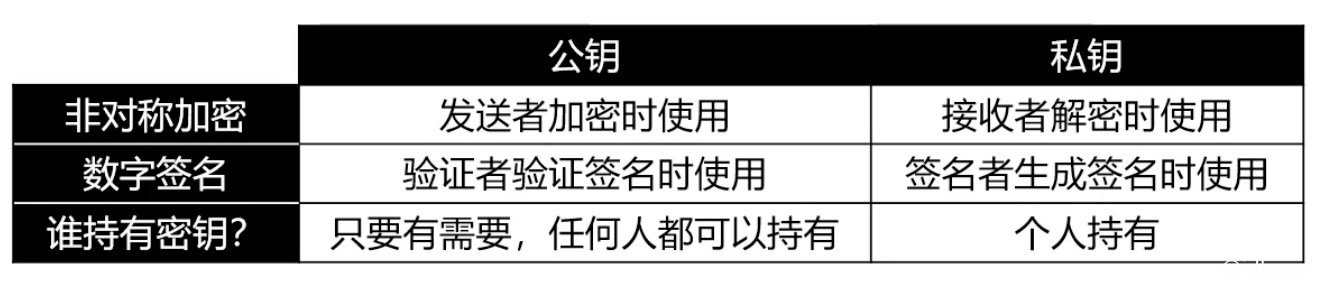 公钥 私钥
非对称加密 发送者加密时使用 接收者解密时使用
数字签名 验证者验证签名时使用 签名者生成签名时使用
谁持有密钥? 只要有需要，任何人都可以持有 个人持有